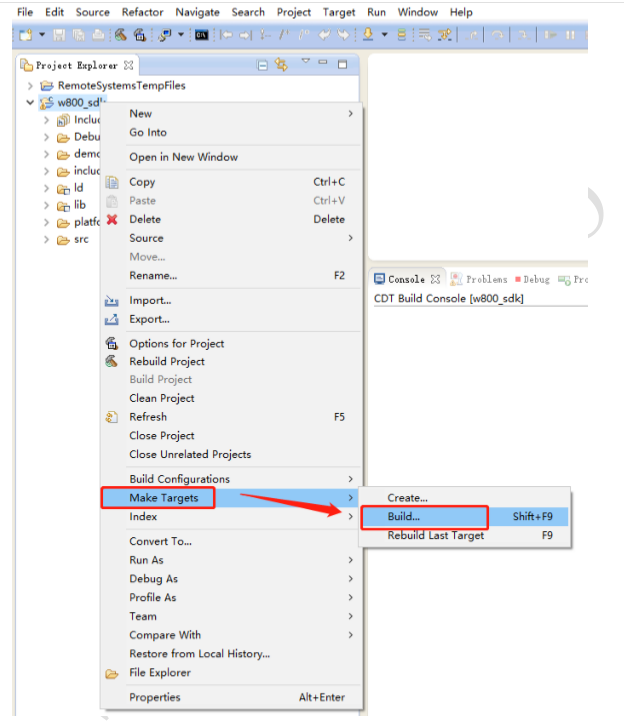 File Edit Source Refactor Navigate Search Project Target Run Window Help
Project Explorer
RemoteSystemsTempFiles
w800_sdk
Includ
Debu
demo
includ
ld
lib
platfo
src
New
Go Into
Open in New Window
Copy Ctrl+C
Paste Ctrl+V
Delete Delete
Source
Move...
Rename... F2
Import...
Export...
Options for Project
Rebuild Project
Build Project
Clean Project
Refresh F5
Close Project
Close Unrelated Projects
Build Configurations
Make Targets
Index
Convert To...
Run As
Debug As
Profile As
Team
Compare With
Restore from Local History...
File Explorer
Properties Alt+Enter
Create...
Build... Shift+F9
Rebuild Last Target F9
Console Problems Debug Pro
CDT Build Console [w800_sdk]